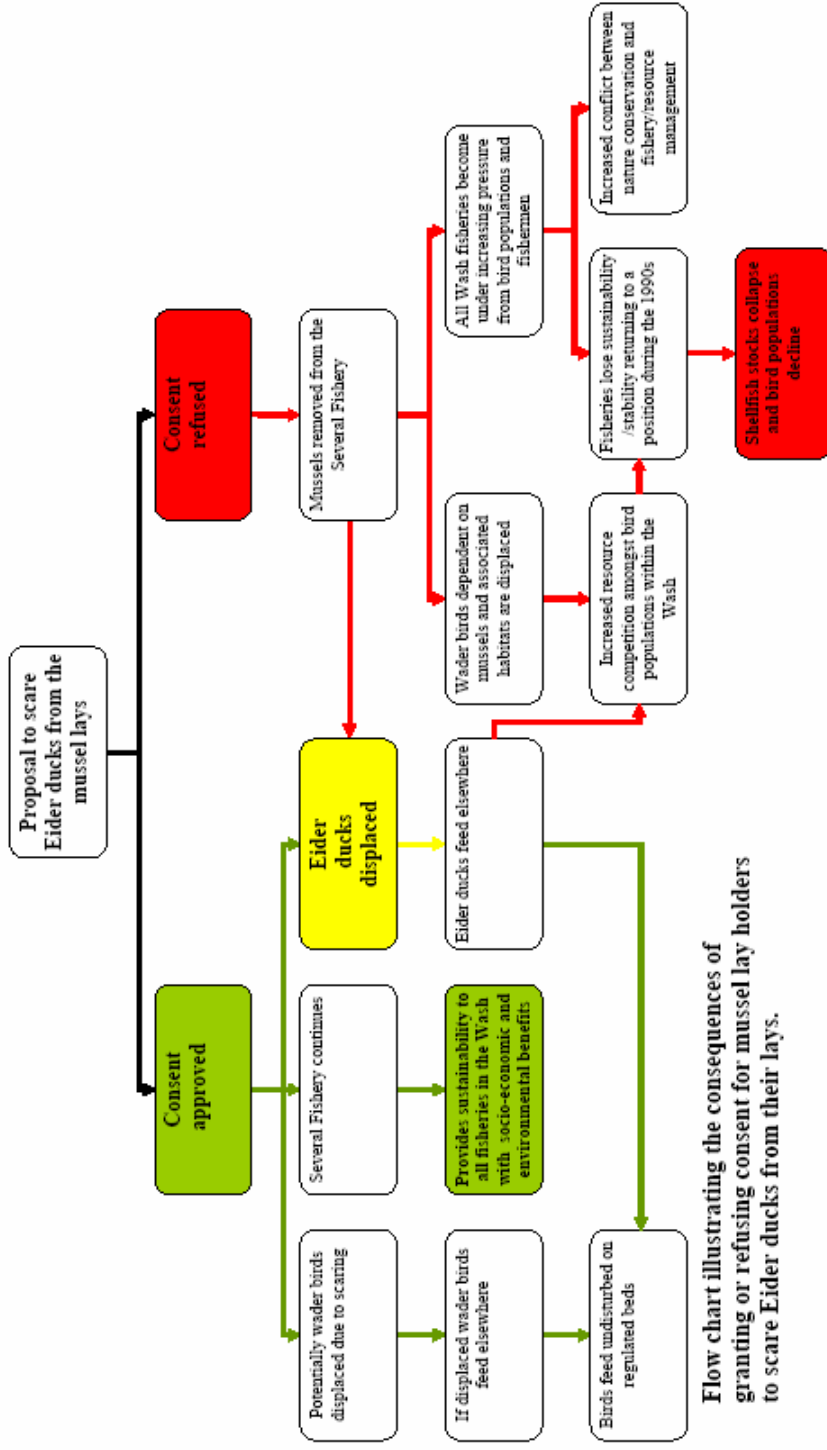 Proposal to scare
Eider ducks from the
mussel lays
Consent
approved
Consent
refused
Potentially wader birds
displaced due to scaring
Several Fishery continues
Eider
ducks
displaced
Mussels removed from the
Several Fishery
If displaced wader birds
feed elsewhere
Provides sustainability to
all fisheries in the Wash
with socio-economic and
environmental benefits
Eider ducks feed elsewhere
Wader birds dependent on
mussels and associated
habitats are displaced
All Wash fisheries become
under increasing pressure
from bird populations and
fishermen
Birds feed undisturbed on
regulated beds
Increased resource
competition amongst bird
populations within the
Wash
Fisheries lose sustainability
/stability returning to a
position during the 1990s
Increased conflict between
nature conservation and
fishery/resource
management
Shellfish stocks collapse
and bird populations
decline
Flow chart illustrating the consequences of
granting or refusing consent for mussel lay holders
to scare Eider ducks from their lays.